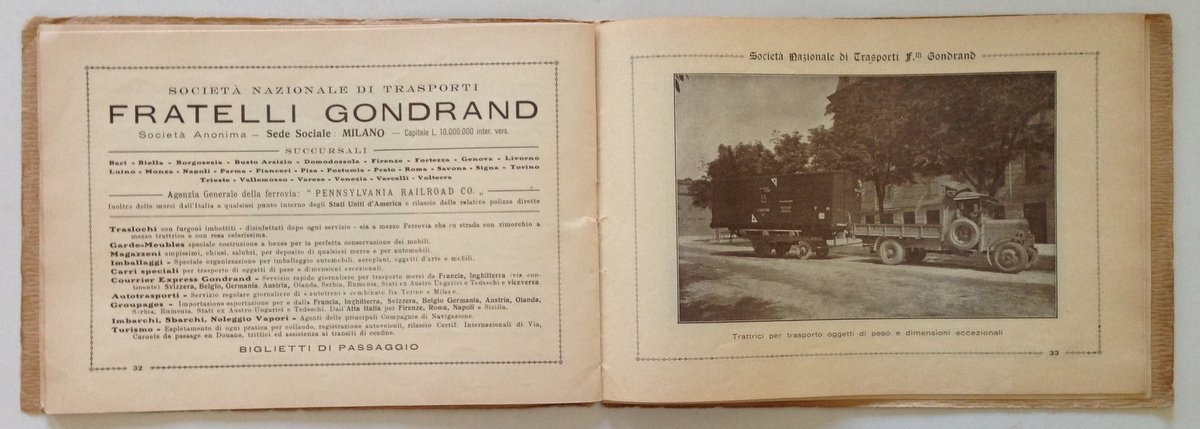 SOCIETÀ NAZIONALE DI TRASPORTI
FRATELLI GONDRAND
Società Anonima — Sede Sociale: MILANO — Capitale L. 10.000.000 inter. vers.
SUCCURSALI
Bari - Biella - Borgosesia - Busto Arsizio - Domodossola - Firenze - Fortezza - Genova - Livorno
Luino - Monza - Napoli - Parma - Pianceri - Pisa - Postumia - Prato - Roma - Savona - Signa - Torino
Trieste - Vallemosso - Varese - Venezia - Vercelli - Volterra
Agenzia Generale della ferrovia: " PENNSYLVANIA RAILROAD CO. „
Inoltro delle merci dall'Italia a qualsiasi punto interno degli Stati Uniti d'America e rilascio delle relative polizze dirette
Traslochi con furgoni imbottiti - disinfettati dopo ogni servizio - sia a mezzo Ferrovia che su strada con rimorchio a
mezzo trattrice e con rosa celerissima.
Garde-Meubles speciale costruzione a boxes per la perfetta conservazione dei mobili.
Magazzeni ampissimi, chiusi, salubri, per deposito di qualsiasi merce e per automobili.
Imballaggi — Speciale organizzazione per imballaggio automobili, aeroplani, oggetti d'arte e mobili.
Carri speciali per trasporto di oggetti di peso e dimensioni eccezionali.
Courrier Express Gondrand — Servizio rapido giornaliero per trasporto merci da Francia, Inghilterra (via con-
tinente) Svizzera, Belgio, Germania, Austria, Olanda, Serbia, Rumania, Stati ex Austro Ungarici e Tedeschi e viceversa
Autotrasporti — Servizio regolare giornaliero di «autotreni» combinato fra Torino e Milano.
Groupages — Importazione esportazione per e dalla Francia, Inghilterra, Svizzera, Belgio Germania, Austria, Olanda,
Serbia, Rumenia, Stati ex Austro Ungarici e Tedeschi. Dall'Alta Italia per Firenze, Roma, Napoli e Sicilia.
Imbarchi, Sbarchi, Noleggio Vapori — Agenti delle principali Compagnie di Navigazione.
Turismo — Espletamento di ogni pratica per collaudo, registrazione autoveicoli, rilascio Certif. Internazionali di Via,
Carnets de passage en Douane, trittici ed assistenza ai transiti di confine.
BIGLIETTI DI PASSAGGIO
32
Società Nazionale di Trasporti F.lli Gondrand
Trattrici per trasporto oggetti di peso e dimensioni eccezionali
33